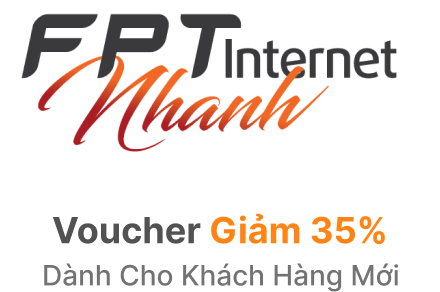 FPT Internet
Nhanh
Voucher Giảm 35%
Dành Cho Khách Hàng Mới